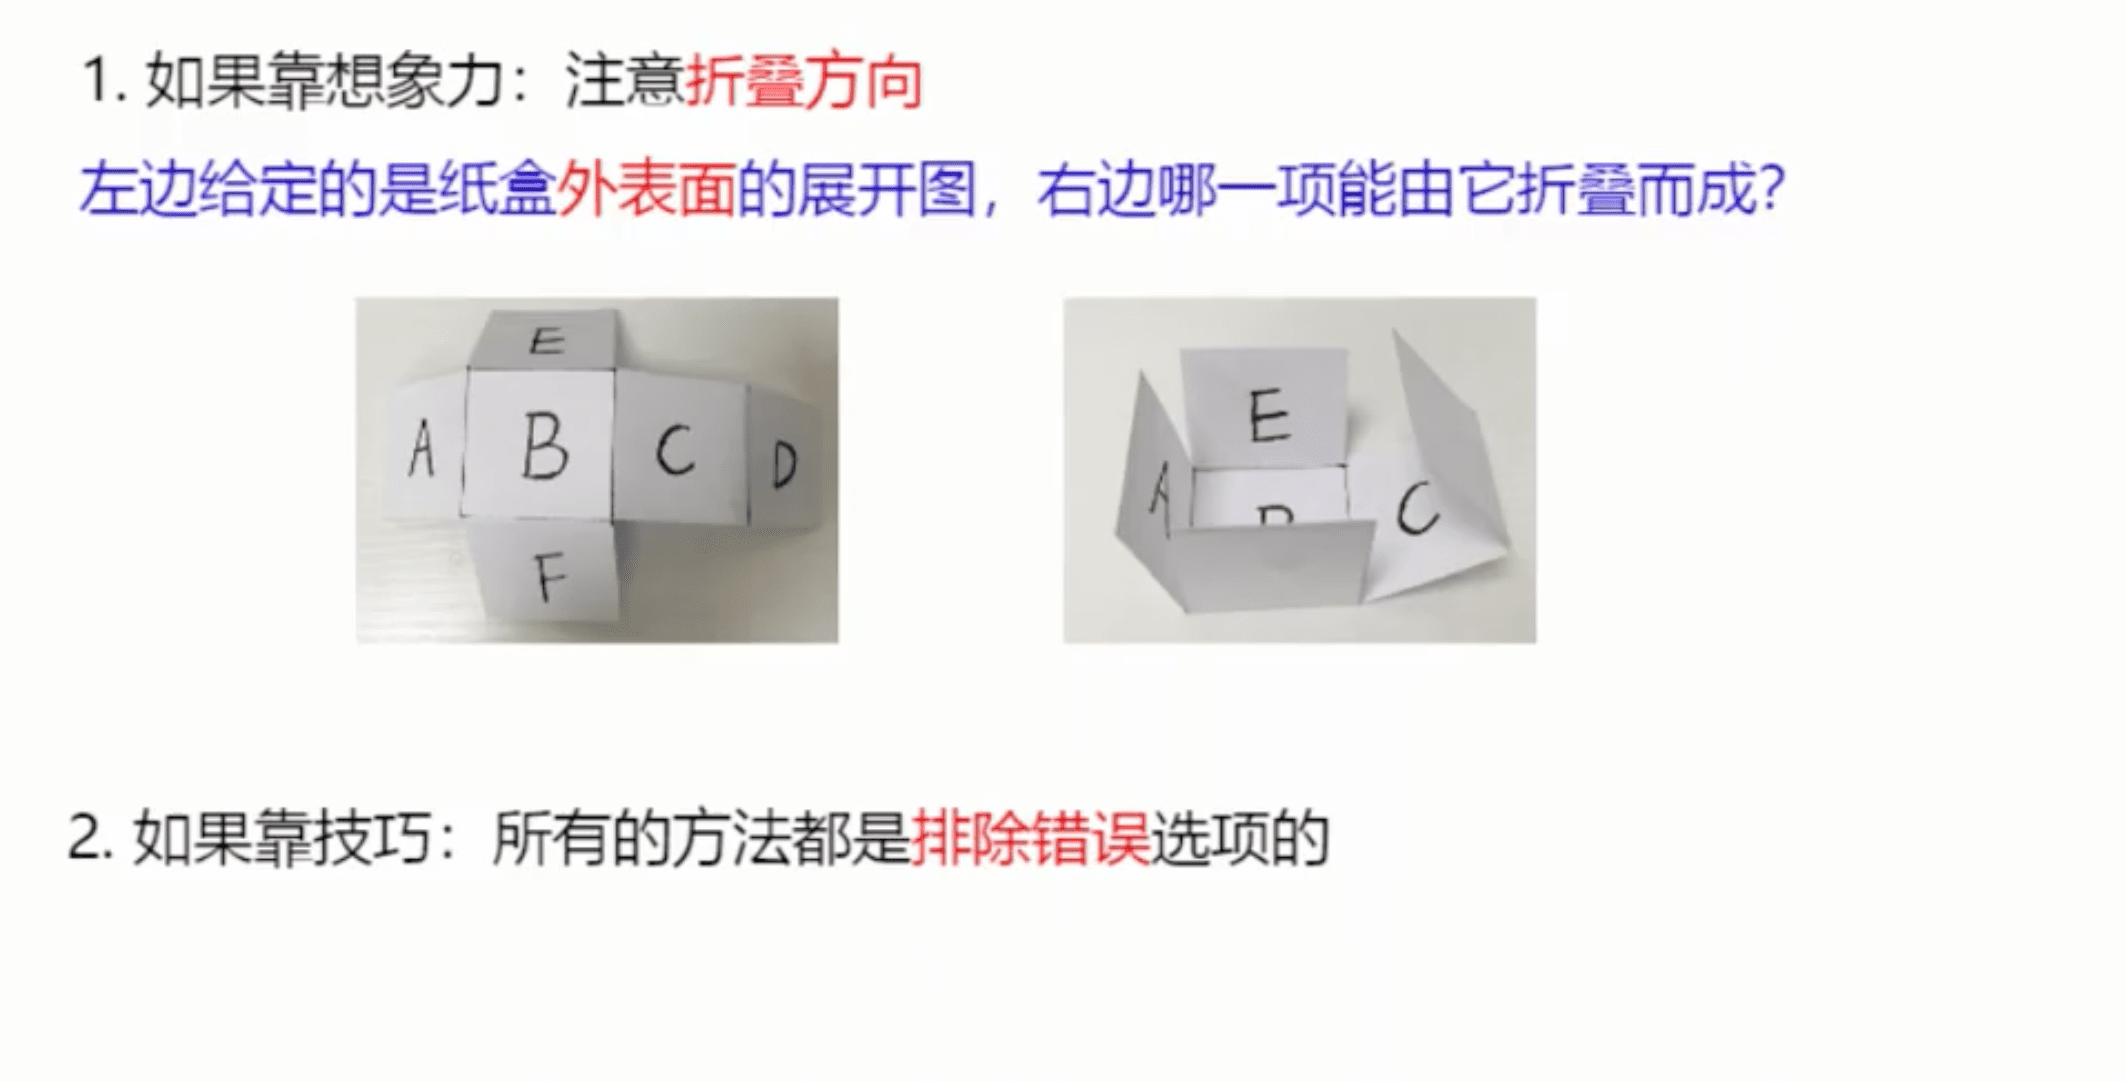 1. 如果靠想象力：注意折叠方向
左边给定的是纸盒外表面的展开图，右边哪一项能由它折叠而成？
E
A B C D
F
E
A B C
2. 如果靠技巧：所有的方法都是排除错误选项的